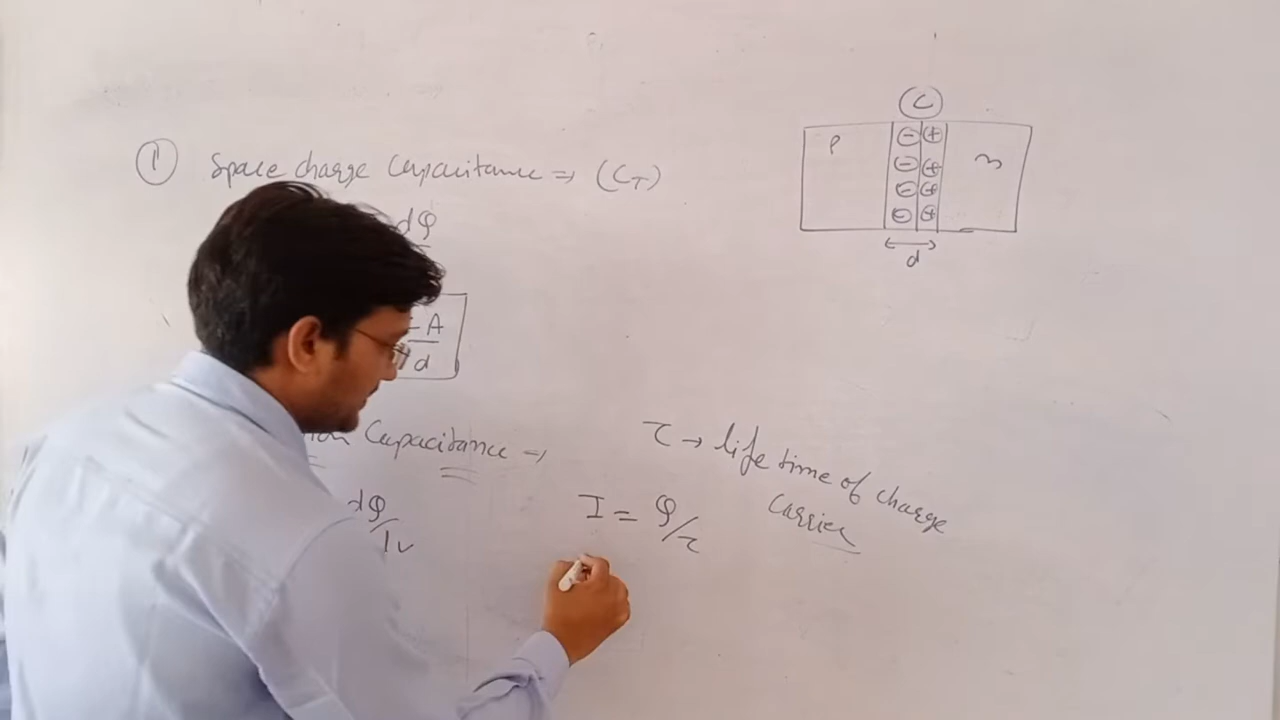 ① Space charge Capacitance ⇒ (C_T)
dQ
A
d
Capacitance ⇒
dQ/dv
τ → life time of charge
carrier
I = Q/τ
C
P n
⊖ ⊕
⊖ ⊕
⊖ ⊕
⊖ ⊕
d